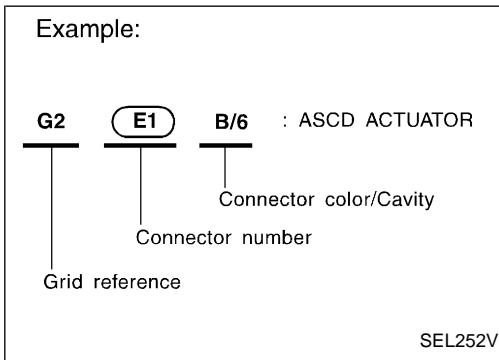 Example:
G2 E1 B/6 : ASCD ACTUATOR
Connector color/Cavity
Connector number
Grid reference
SEL252V